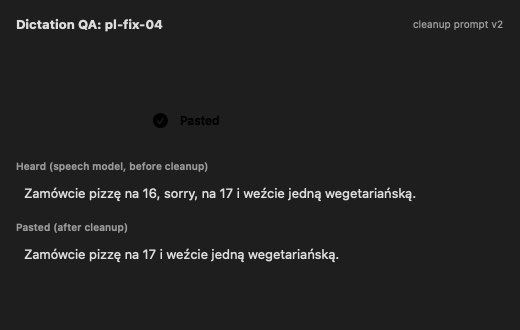 Dictation QA: pl-fix-04
cleanup prompt v2
Pasted
Heard (speech model, before cleanup)
Zamówcie pizzę na 16, sorry, na 17 i weźcie jedną wegetariańską.
Pasted (after cleanup)
Zamówcie pizzę na 17 i weźcie jedną wegetariańską.